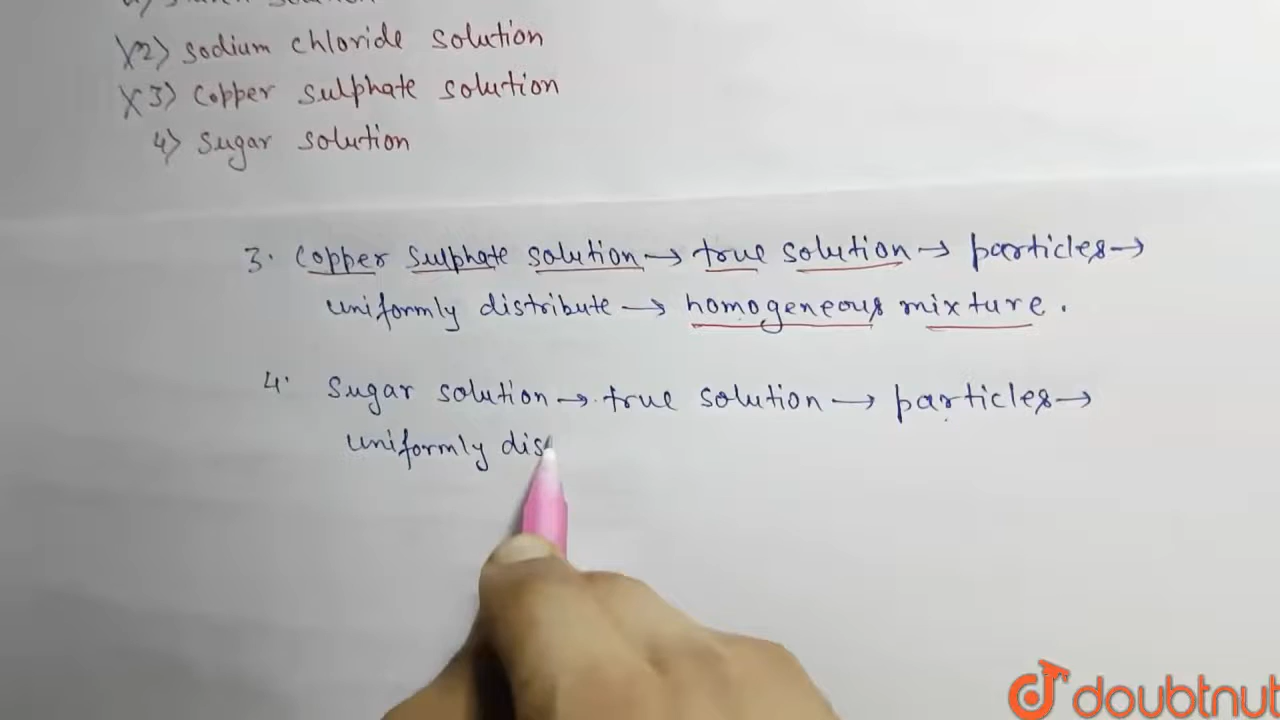 solution
X2) sodium chloride solution
X3) Copper sulphate solution
4) Sugar solution
3. Copper sulphate solution → true solution → particles →
uniformly distribute → homogeneous mixture.
4. Sugar solution → true solution → particles →
uniformly dis
doubtnut